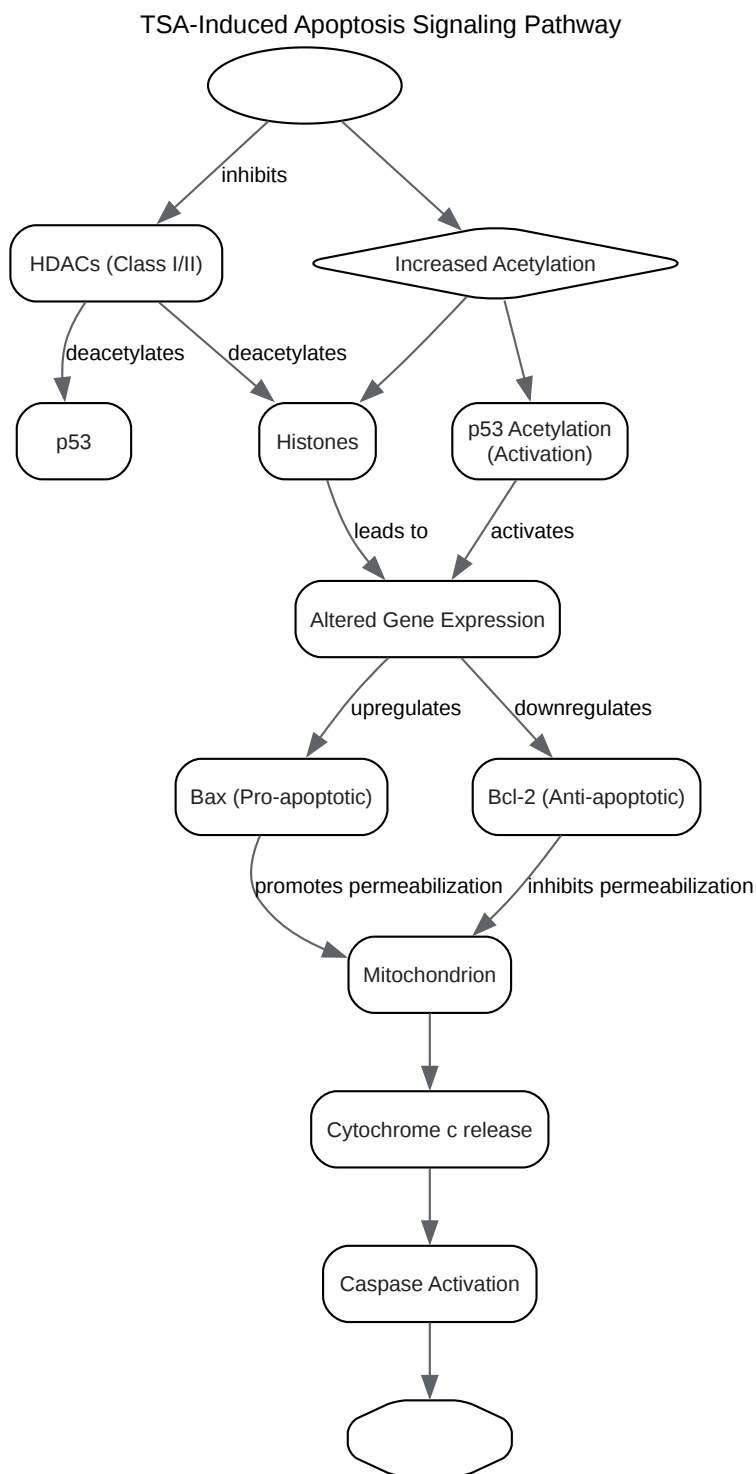 TSA-Induced Apoptosis Signaling Pathway
inhibits
HDACs (Class I/II)
Increased Acetylation
deacetylates
deacetylates
p53
Histones
p53 Acetylation
(Activation)
leads to
activates
Altered Gene Expression
upregulates
downregulates
Bax (Pro-apoptotic)
Bcl-2 (Anti-apoptotic)
promotes permeabilization
inhibits permeabilization
Mitochondrion
Cytochrome c release
Caspase Activation